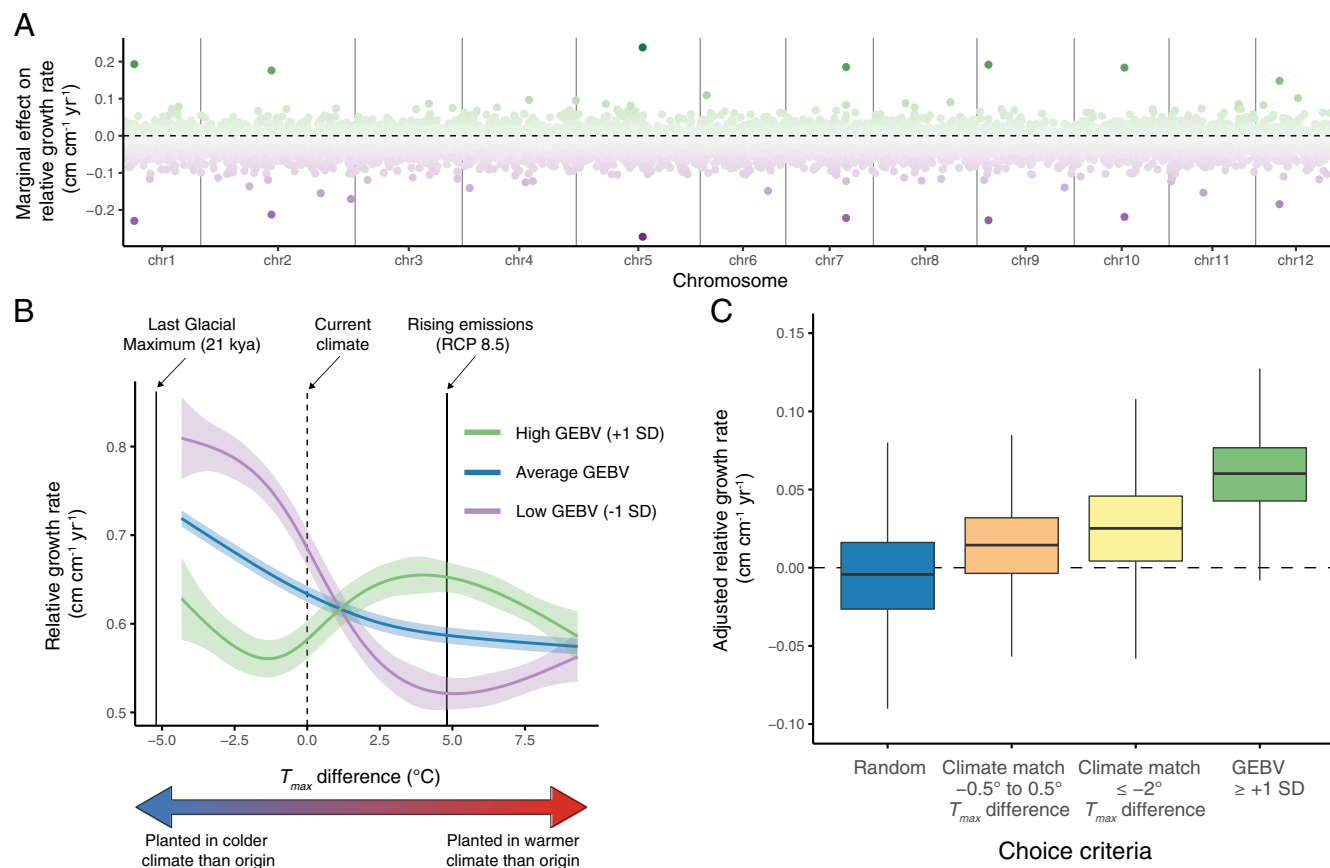 A
Marginal effect on
relative growth rate
(cm cm⁻¹ yr⁻¹)
0.2
0.1
0.0
−0.1
−0.2
chr1 chr2 chr3 chr4 chr5 chr6 chr7 chr8 chr9 chr10 chr11 chr12
Chromosome
B
Last Glacial
Maximum (21 kya)
Current
climate
Rising emissions
(RCP 8.5)
High GEBV (+1 SD)
Average GEBV
Low GEBV (-1 SD)
Relative growth rate
(cm cm⁻¹ yr⁻¹)
0.8
0.7
0.6
0.5
−5.0 −2.5 0.0 2.5 5.0 7.5
Tmax difference (°C)
Planted in colder
climate than origin
Planted in warmer
climate than origin
C
Adjusted relative growth rate
(cm cm⁻¹ yr⁻¹)
0.15
0.10
0.05
0.00
−0.05
−0.10
Random
Climate match
−0.5° to 0.5°
Tmax difference
Climate match
≤ −2°
Tmax difference
GEBV
≥ +1 SD
Choice criteria